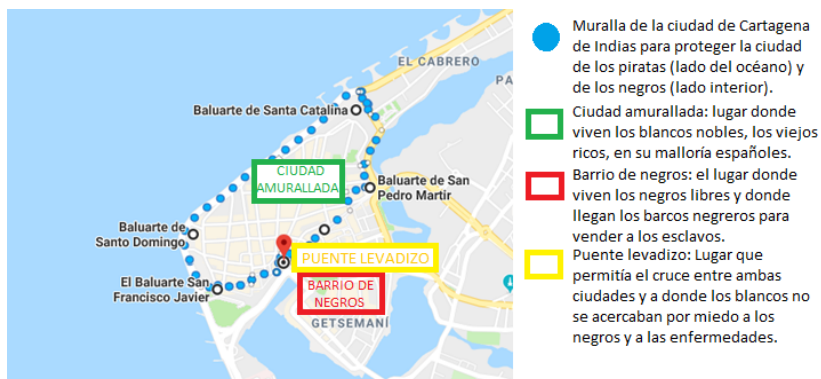 EL CABRERO
PA
Baluarte de Santa Catalina
CIUDAD
AMURALLADA
Baluarte de San
Pedro Martir
Baluarte de
Santo Domingo
PUENTE LEVADIZO
El Baluarte San
Francisco Javier
BARRIO DE
NEGROS
GETSEMANÍ
Muralla de la ciudad de Cartagena
de Indias para proteger la ciudad
de los piratas (lado del océano) y
de los negros (lado interior).
Ciudad amurallada: lugar donde
viven los blancos nobles, los viejos
ricos, en su malloría españoles.
Barrio de negros: el lugar donde
viven los negros libres y donde
llegan los barcos negreros para
vender a los esclavos.
Puente levadizo: Lugar que
permitía el cruce entre ambas
ciudades y a donde los blancos no
se acercaban por miedo a los
negros y a las enfermedades.